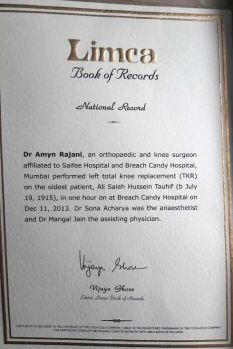 Limca
Book of Records
National Record
Dr Amyn Rajani, an orthopaedic and knee surgeon
affiliated to Saifee Hospital and Breach Candy Hospital,
Mumbai performed left total knee replacement (TKR)
on the oldest patient, Ali Saleh Hussein Tauhif (b July
19, 1915), in one hour on at Breach Candy Hospital on
Dec 11, 2013. Dr Sona Acharya was the anaesthetist
and Dr Mangal Jain the assisting physician.
Vijaya Ghose
Vijaya Ghose
Editor, Limca Book of Records